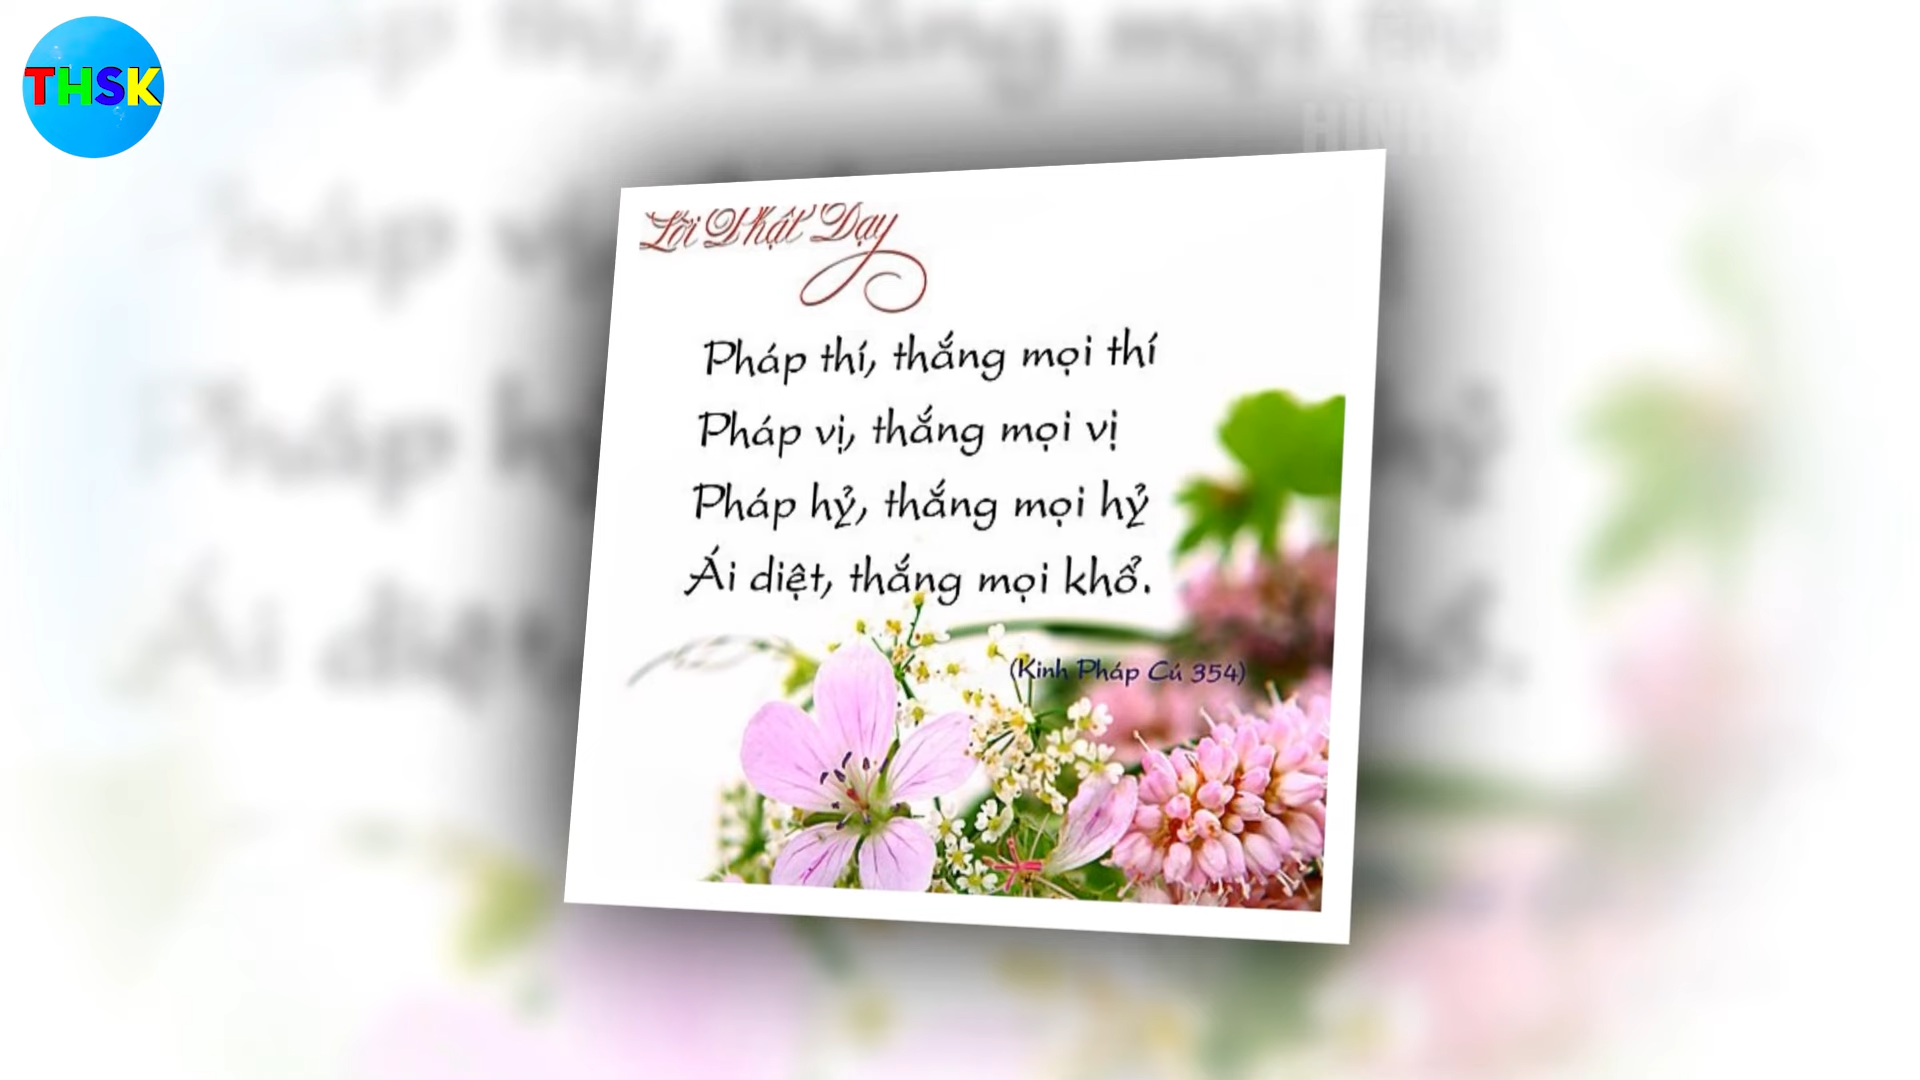 THSK
Lời Phật Dạy
Pháp thí, thắng mọi thí
Pháp vị, thắng mọi vị
Pháp hỷ, thắng mọi hỷ
Ái diệt, thắng mọi khổ.
(Kinh Pháp Cú 354)